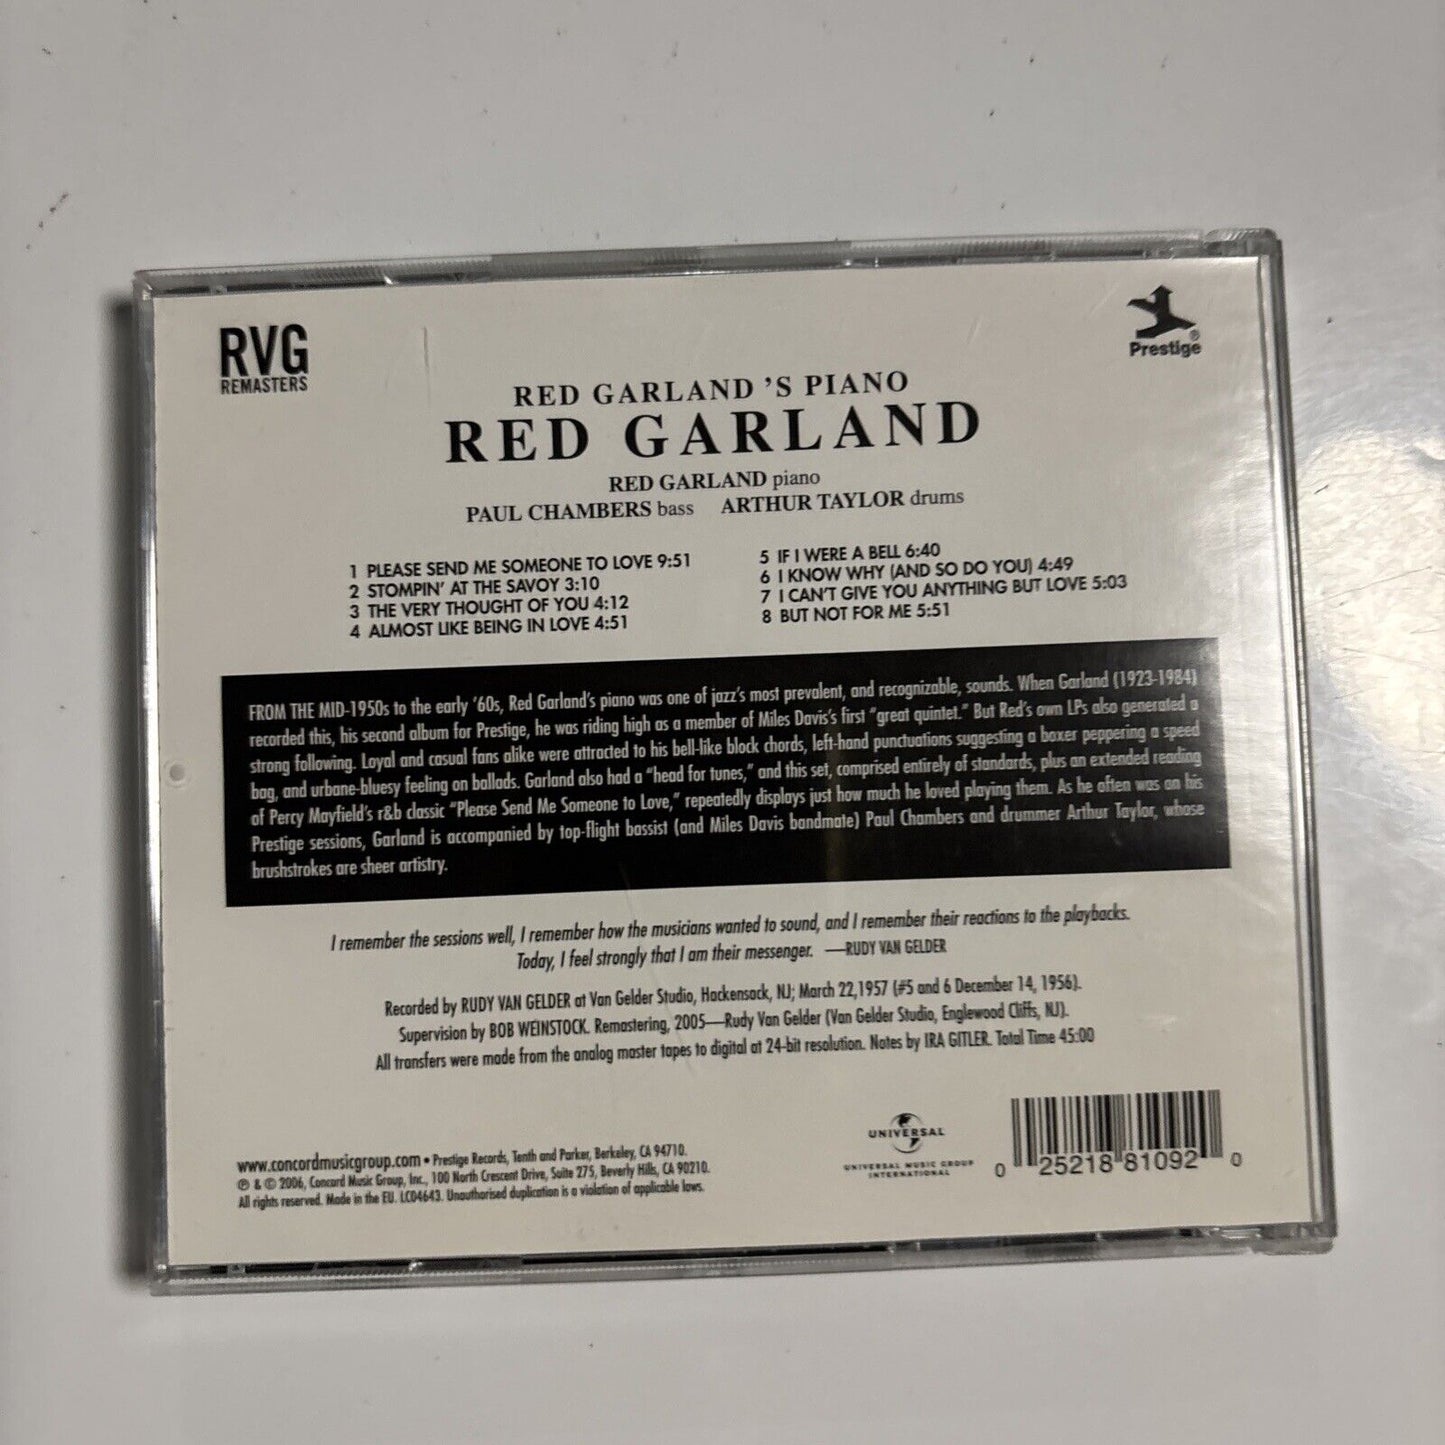 RVG
REMASTERS
Prestige
®
RED GARLAND 'S PIANO
RED GARLAND
RED GARLAND piano
PAUL CHAMBERS bass ARTHUR TAYLOR drums
1 PLEASE SEND ME SOMEONE TO LOVE 9:51
2 STOMPIN' AT THE SAVOY 3:10
3 THE VERY THOUGHT OF YOU 4:12
4 ALMOST LIKE BEING IN LOVE 4:51
5 IF I WERE A BELL 6:40
6 I KNOW WHY (AND SO DO YOU) 4:49
7 I CAN'T GIVE YOU ANYTHING BUT LOVE 5:03
8 BUT NOT FOR ME 5:51
FROM THE MID-1950s to the early '60s, Red Garland's piano was one of jazz's most prevalent, and recognizable, sounds. When Garland (1923-1984)
recorded this, his second album for Prestige, he was riding high as a member of Miles Davis's first "great quintet." But Red's own LPs also generated a
strong following. Loyal and casual fans alike were attracted to his bell-like block chords, left-hand punctuations suggesting a boxer peppering a speed
bag, and urbane-bluesy feeling on ballads. Garland also had a "head for tunes," and this set, comprised entirely of standards, plus an extended reading
of Percy Mayfield's r&b classic "Please Send Me Someone to Love," repeatedly displays just how much he loved playing them. As he often was on his
Prestige sessions, Garland is accompanied by top-flight bassist (and Miles Davis bandmate) Paul Chambers and drummer Arthur Taylor, whose
brushstrokes are sheer artistry.
I remember the sessions well, I remember how the musicians wanted to sound, and I remember their reactions to the playbacks.
Today, I feel strongly that I am their messenger. —RUDY VAN GELDER
Recorded by RUDY VAN GELDER at Van Gelder Studio, Hackensack, NJ; March 22,1957 (#5 and 6 December 14, 1956).
Supervision by BOB WEINSTOCK. Remastering, 2005—Rudy Van Gelder (Van Gelder Studio, Englewood Cliffs, NJ).
All transfers were made from the analog master tapes to digital at 24-bit resolution. Notes by IRA GITLER. Total Time 45:00
www.concordmusicgroup.com • Prestige Records, Tenth and Parker, Berkeley, CA 94710.
℗ & © 2006, Concord Music Group, Inc., 100 North Crescent Drive, Suite 275, Beverly Hills, CA 90210.
All rights reserved. Made in the EU. LC04643. Unauthorised duplication is a violation of applicable laws.
UNIVERSAL
UNIVERSAL MUSIC GROUP
INTERNATIONAL
0 25218 81092 0